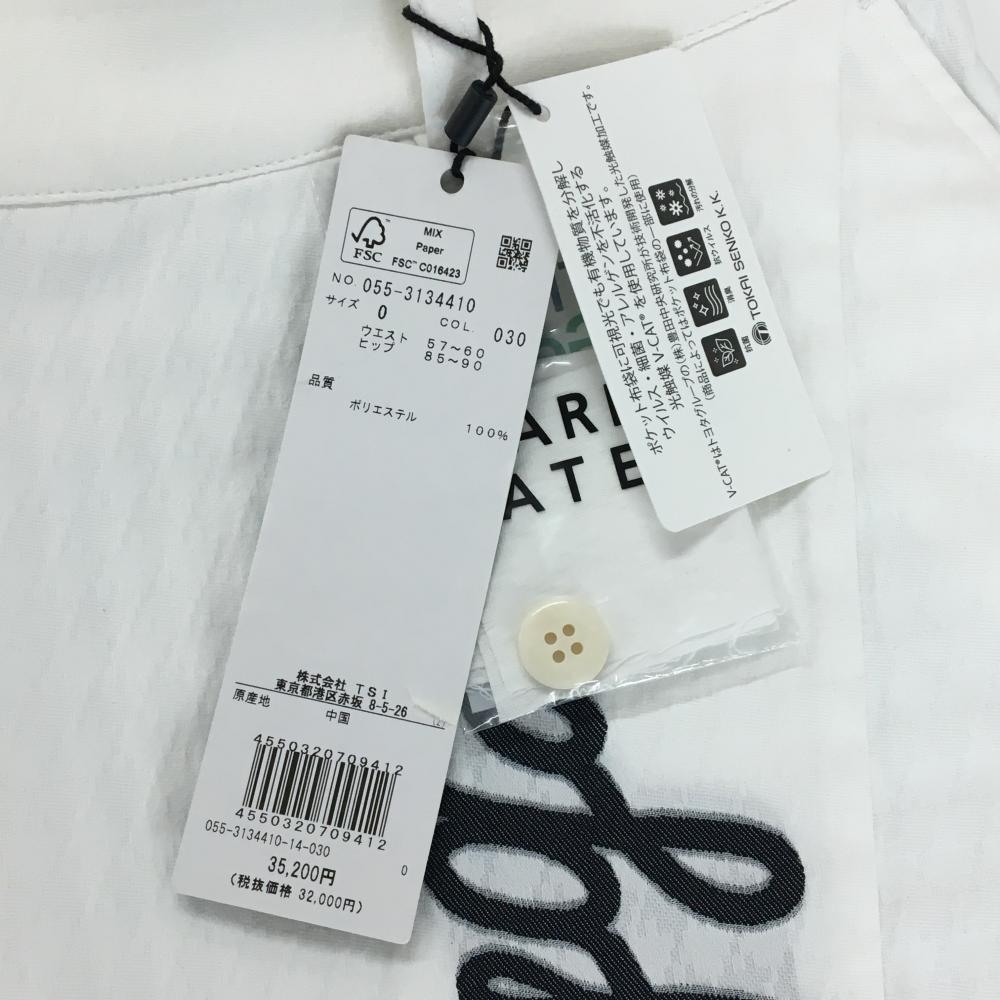 MIX
Paper
FSC™ C016423
FSC™
NO. 055-3134410
サイズ 0 COL. 030
ウエスト 57～60
ヒップ 85～90
品質
ポリエステル 100%
株式会社 TSI
東京都港区赤坂 8-5-26
原産地 中国
4550320709412
4550320709412
055-3134410-14-030
0
35,200円
(税抜価格 32,000円)
ポケット布袋に可視光でも有機物質を分解し
ウイルス・細菌・アレルゲンを不活化する
光触媒 V-CAT® を使用しています。
V-CAT®はトヨタグループの(株)豊田中央研究所が技術開発した光触媒加工です。
(商品によってはポケット布袋の一部に使用)
抗菌
消臭
抗ウイルス
汚れの分解
TOKAI SENKO K.K.
ATE